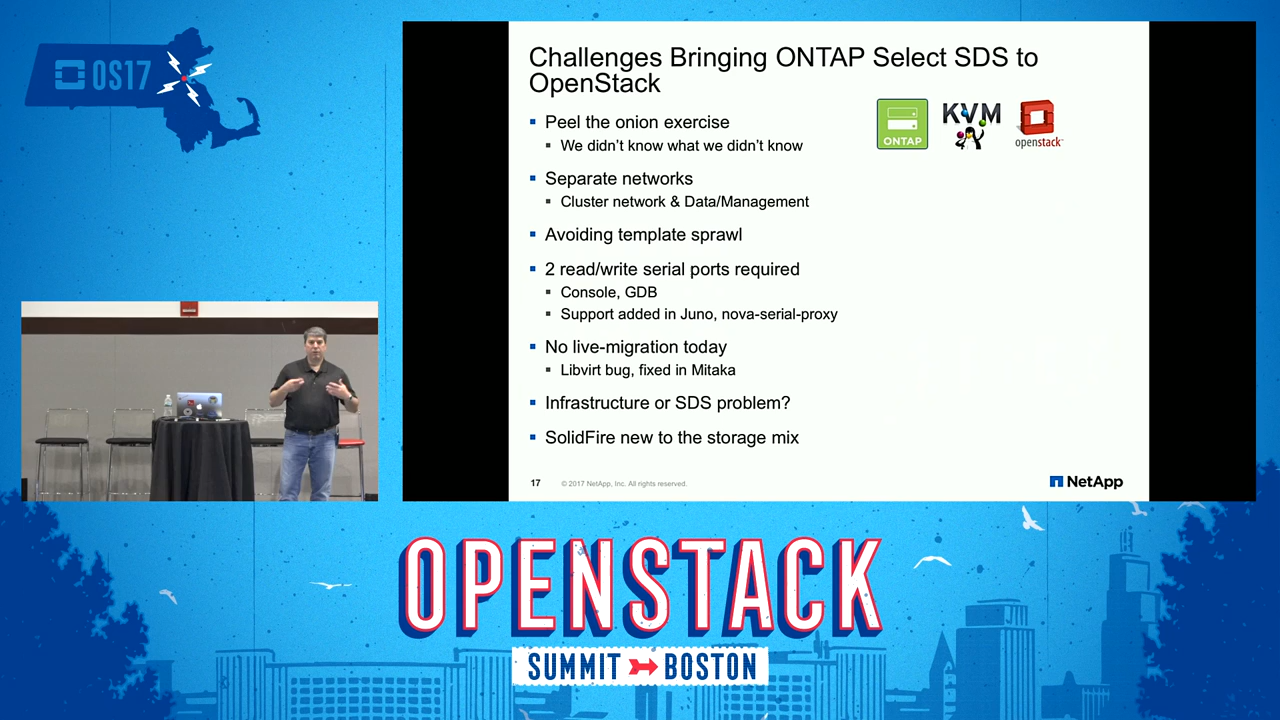 OS17
Challenges Bringing ONTAP Select SDS to
OpenStack
Peel the onion exercise
We didn't know what we didn't know
Separate networks
Cluster network & Data/Management
Avoiding template sprawl
2 read/write serial ports required
Console, GDB
Support added in Juno, nova-serial-proxy
No live-migration today
Libvirt bug, fixed in Mitaka
Infrastructure or SDS problem?
SolidFire new to the storage mix
ONTAP
KVM
openstack
17
© 2017 NetApp, Inc. All rights reserved.
NetApp
OPENSTACK
SUMMIT BOSTON